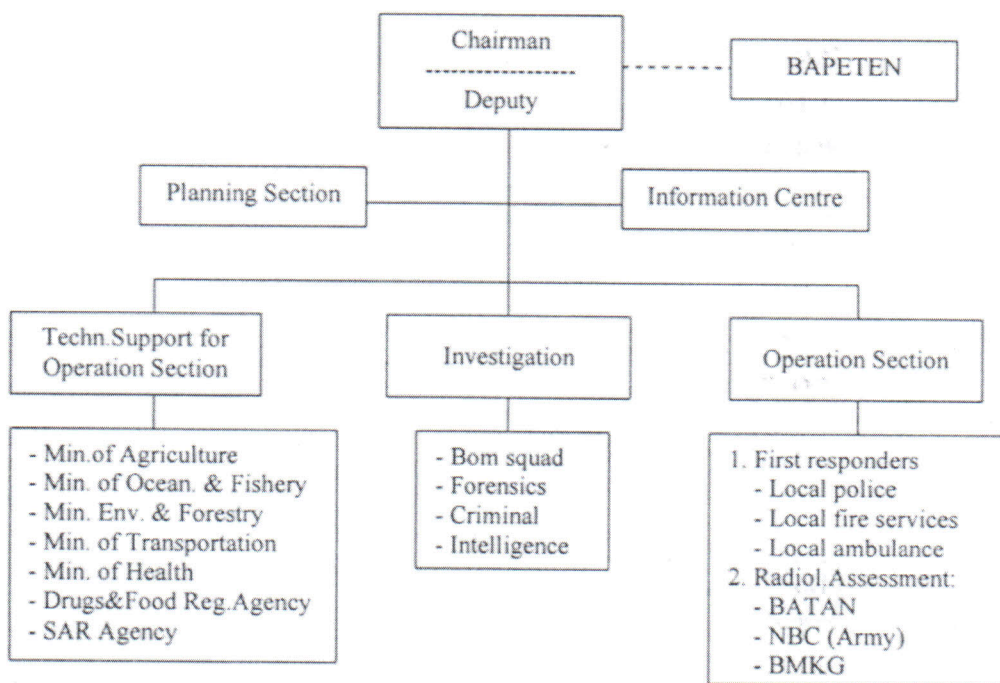 Chairman
Deputy
BAPETEN
Planning Section
Information Centre
Techn.Support for
Operation Section
Investigation
Operation Section
- Min.of Agriculture
- Min. of Ocean. & Fishery
- Min. Env. & Forestry
- Min. of Transportation
- Min. of Health
- Drugs&Food Reg.Agency
- SAR Agency
- Bom squad
- Forensics
- Criminal
- Intelligence
1. First responders
- Local police
- Local fire services
- Local ambulance
2. Radiol.Assessment:
- BATAN
- NBC (Army)
- BMKG